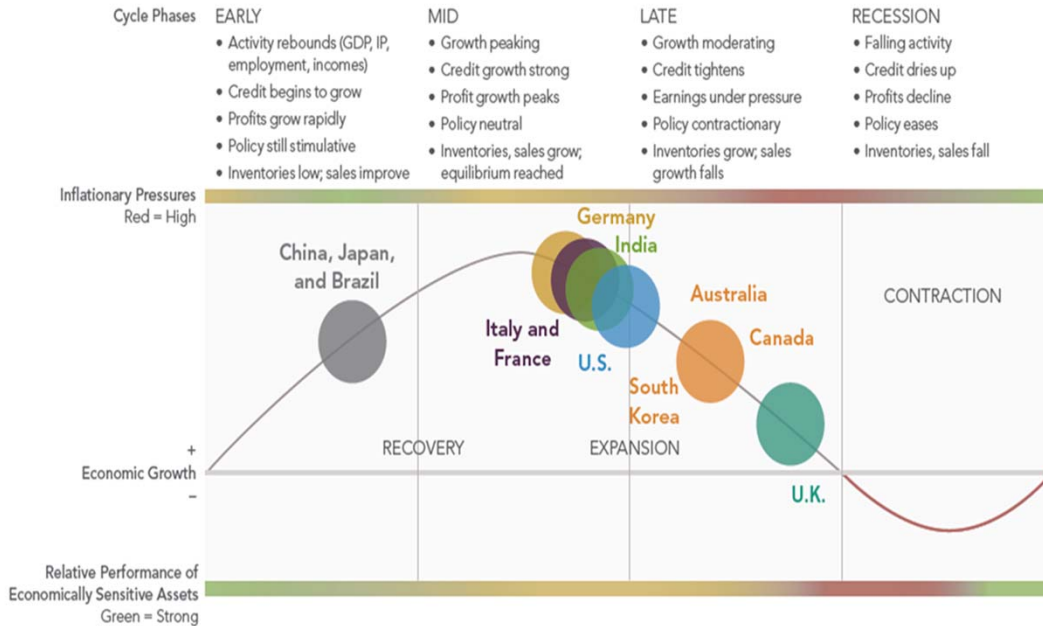 Cycle Phases
EARLY
• Activity rebounds (GDP, IP,
employment, incomes)
• Credit begins to grow
• Profits grow rapidly
• Policy still stimulative
• Inventories low; sales improve
MID
• Growth peaking
• Credit growth strong
• Profit growth peaks
• Policy neutral
• Inventories, sales grow;
equilibrium reached
LATE
• Growth moderating
• Credit tightens
• Earnings under pressure
• Policy contractionary
• Inventories grow; sales
growth falls
RECESSION
• Falling activity
• Credit dries up
• Profits decline
• Policy eases
• Inventories, sales fall
Inflationary Pressures
Red = High
China, Japan,
and Brazil
Germany
India
Italy and
France
U.S.
Australia
Canada
South
Korea
U.K.
CONTRACTION
RECOVERY
EXPANSION
+
Economic Growth
–
Relative Performance of
Economically Sensitive Assets
Green = Strong